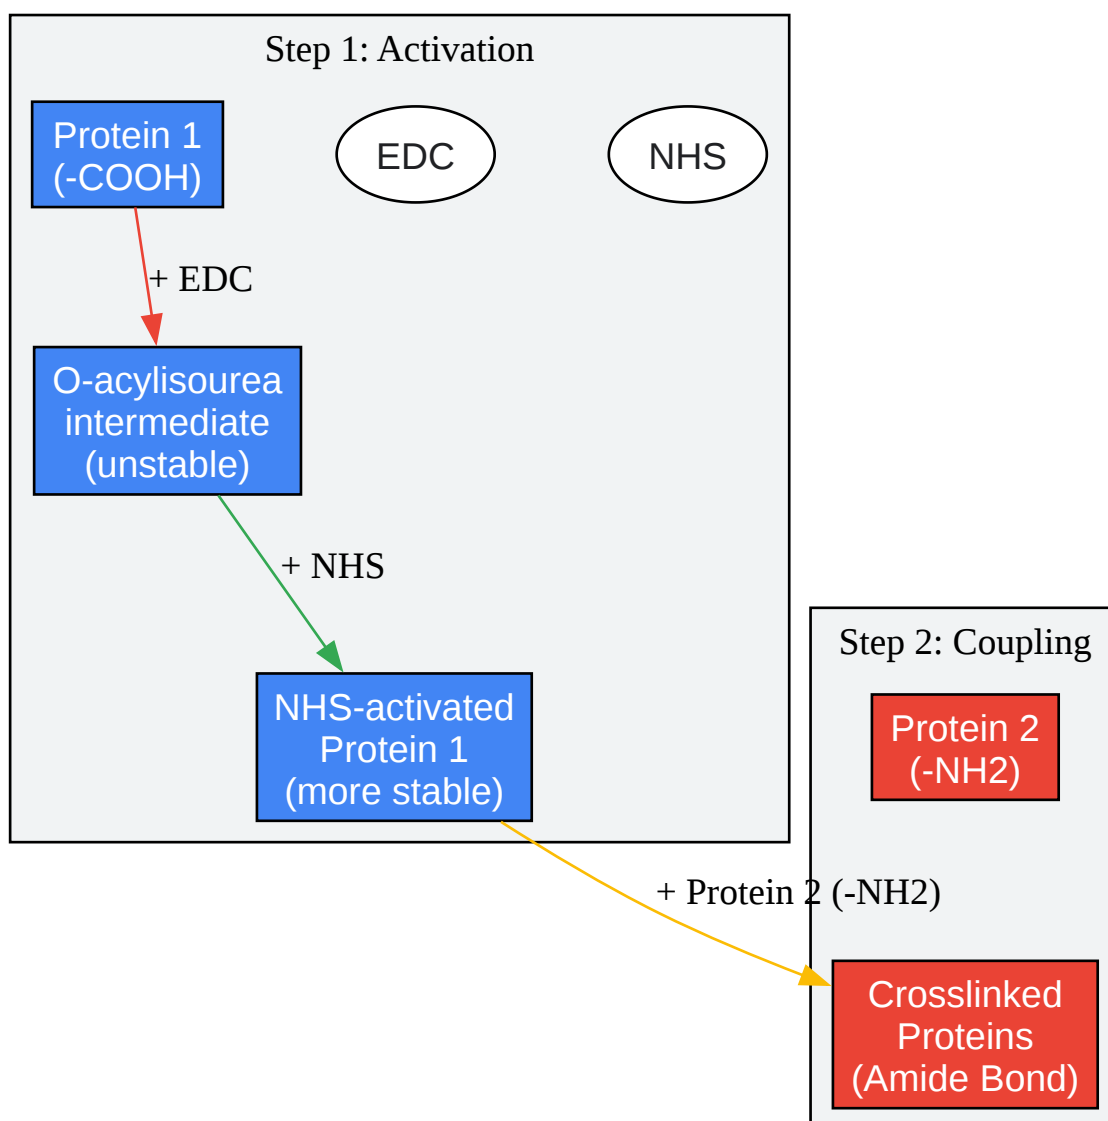 Step 1: Activation
Protein 1
(-COOH)
EDC
NHS
+ EDC
O-acylisourea
intermediate
(unstable)
+ NHS
NHS-activated
Protein 1
(more stable)
Step 2: Coupling
Protein 2
(-NH2)
+ Protein 2 (-NH2)
Crosslinked
Proteins
(Amide Bond)